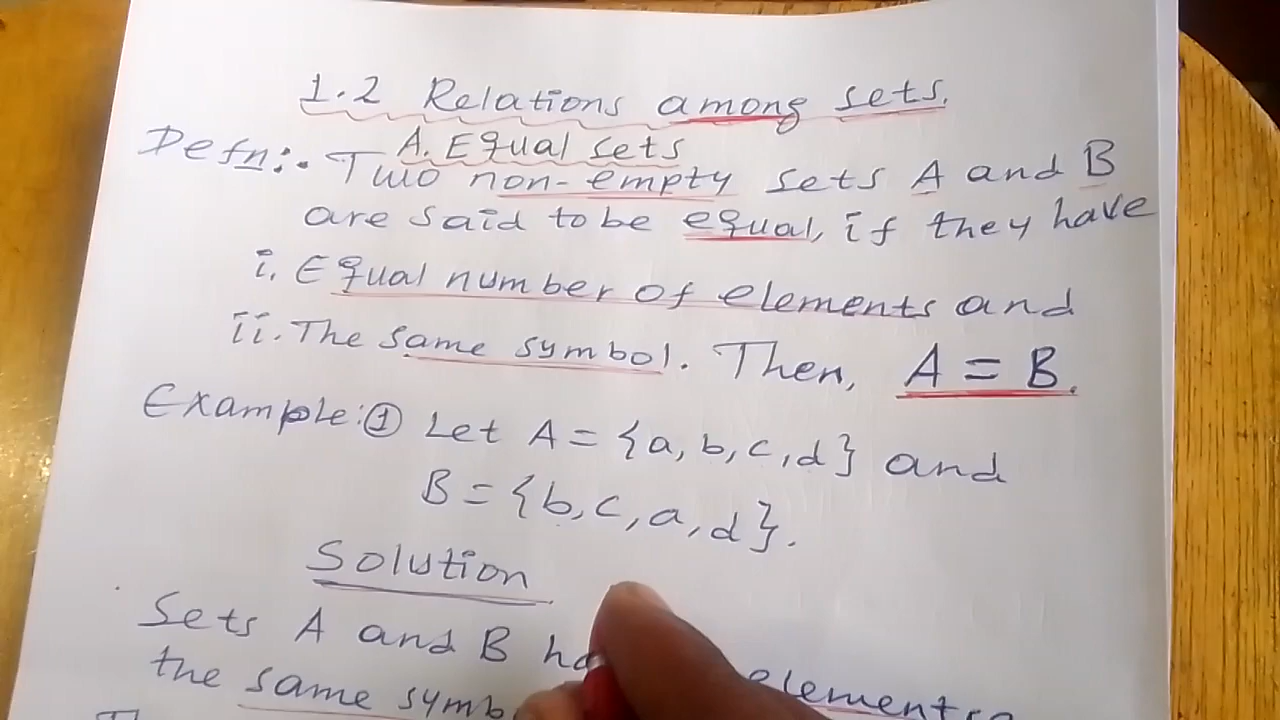 1.2 Relations among sets.
A. Equal sets
Defn:- Two non-empty sets A and B
are said to be equal, if they have
i. Equal number of elements and
ii. The same symbol. Then, A = B.
Example: ① Let A = {a, b, c, d} and
B = {b, c, a, d}.
Solution
Sets A and B elements
the same